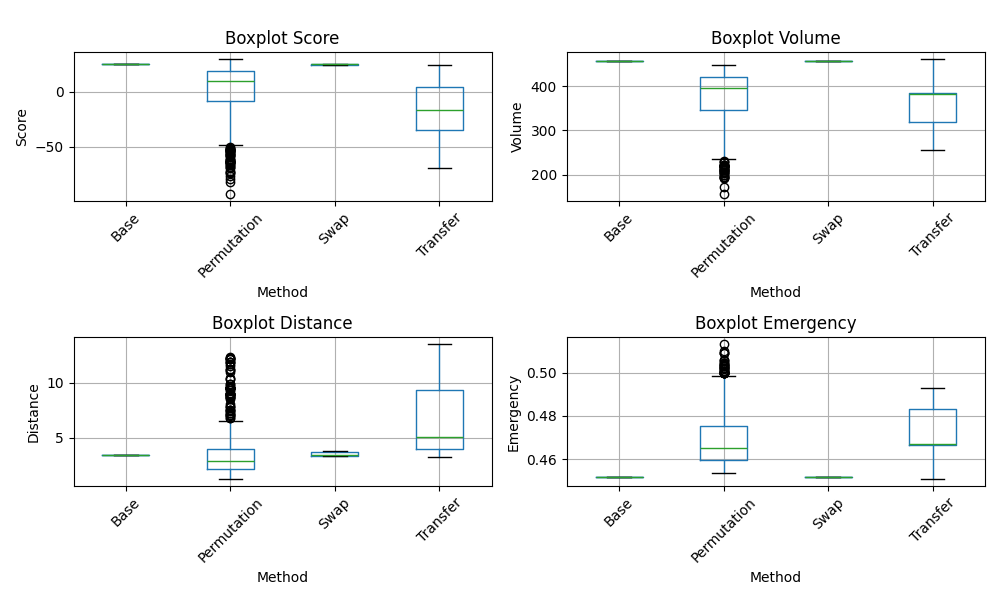 Boxplot Score
Score
0
−50
Base
Permutation
Swap
Transfer
Method
Boxplot Volume
Volume
400
300
200
Base
Permutation
Swap
Transfer
Method
Boxplot Distance
Distance
10
5
Base
Permutation
Swap
Transfer
Method
Boxplot Emergency
Emergency
0.50
0.48
0.46
Base
Permutation
Swap
Transfer
Method